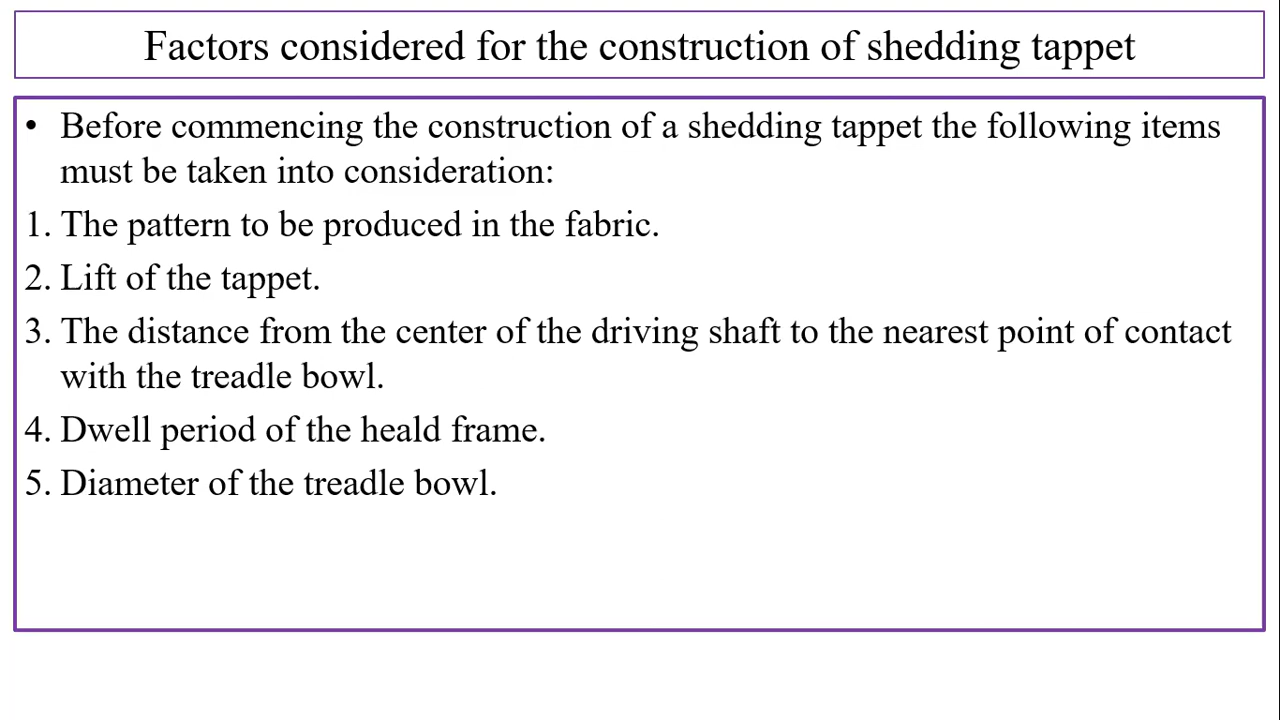 Factors considered for the construction of shedding tappet
• Before commencing the construction of a shedding tappet the following items
must be taken into consideration:
1. The pattern to be produced in the fabric.
2. Lift of the tappet.
3. The distance from the center of the driving shaft to the nearest point of contact
with the treadle bowl.
4. Dwell period of the heald frame.
5. Diameter of the treadle bowl.